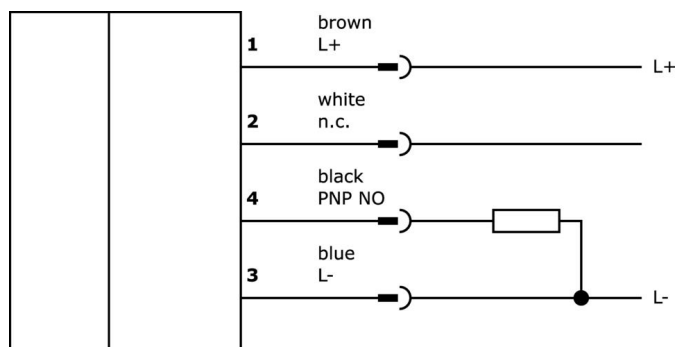 brown
1 L+ L+
white
2 n.c.
black
4 PNP NO
blue
3 L- L-